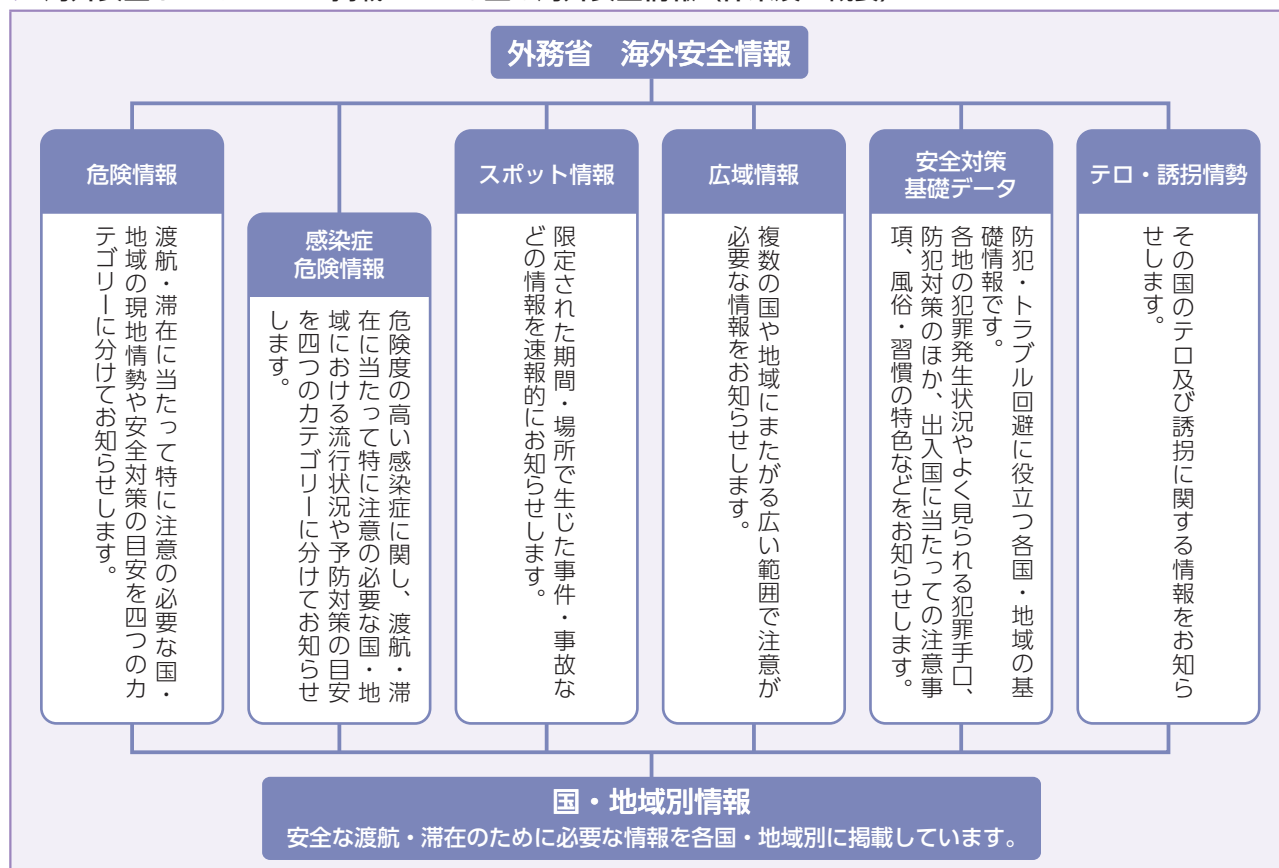 外務省　海外安全情報
危険情報
渡航・滞在に当たって特に注意の必要な国・
地域の現地情勢や安全対策の目安を四つのカ
テゴリーに分けてお知らせします。
感染症
危険情報
危険度の高い感染症に関し、渡航・滞
在に当たって特に注意の必要な国・地
域における流行状況や予防対策の目安
を四つのカテゴリーに分けてお知らせ
します。
スポット情報
限定された期間・場所で生じた事件・事故な
どの情報を速報的にお知らせします。
広域情報
複数の国や地域にまたがる広い範囲で注意が
必要な情報をお知らせします。
安全対策
基礎データ
防犯・トラブル回避に役立つ各国・地域の基
礎情報です。
各地の犯罪発生状況やよく見られる犯罪手口、
防犯対策のほか、出入国に当たっての注意事
項、風俗・習慣の特色などをお知らせします。
テロ・誘拐情勢
その国のテロ及び誘拐に関する情報をお知ら
せします。
国・地域別情報
安全な渡航・滞在のために必要な情報を各国・地域別に掲載しています。